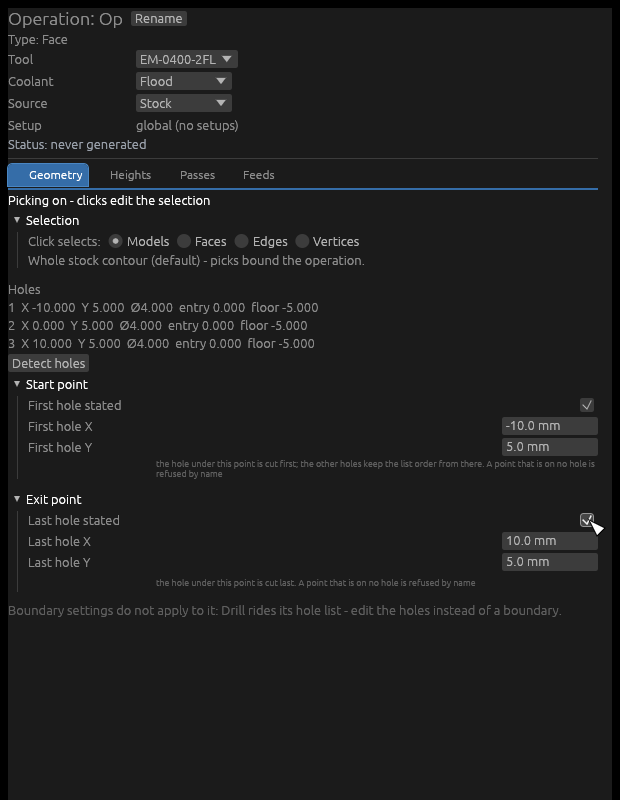 Operation: Op Rename
Type: Face
Tool EM-0400-2FL
Coolant Flood
Source Stock
Setup global (no setups)
Status: never generated
Geometry Heights Passes Feeds
Picking on - clicks edit the selection
Selection
Click selects: Models Faces Edges Vertices
Whole stock contour (default) - picks bound the operation.
Holes
1 X -10.000 Y 5.000 Ø4.000 entry 0.000 floor -5.000
2 X 0.000 Y 5.000 Ø4.000 entry 0.000 floor -5.000
3 X 10.000 Y 5.000 Ø4.000 entry 0.000 floor -5.000
Detect holes
Start point
First hole stated
First hole X -10.0 mm
First hole Y 5.0 mm
the hole under this point is cut first; the other holes keep the list order from there. A point that is on no hole is
refused by name
Exit point
Last hole stated
Last hole X 10.0 mm
Last hole Y 5.0 mm
the hole under this point is cut last. A point that is on no hole is refused by name
Boundary settings do not apply to it: Drill rides its hole list - edit the holes instead of a boundary.